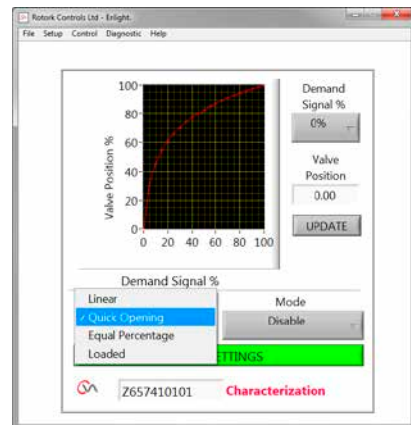 Rotork Controls Ltd - Enlight.
File Setup Control Diagnostic Help
100
80
60
40
20
0
Valve Position %
0 20 40 60 80 100
Demand Signal %
Demand
Signal %
0%
Valve
Position
0.00
UPDATE
Linear
✓ Quick Opening
Equal Percentage
Loaded
Mode
Disable
TTINGS
Z657410101
Characterization